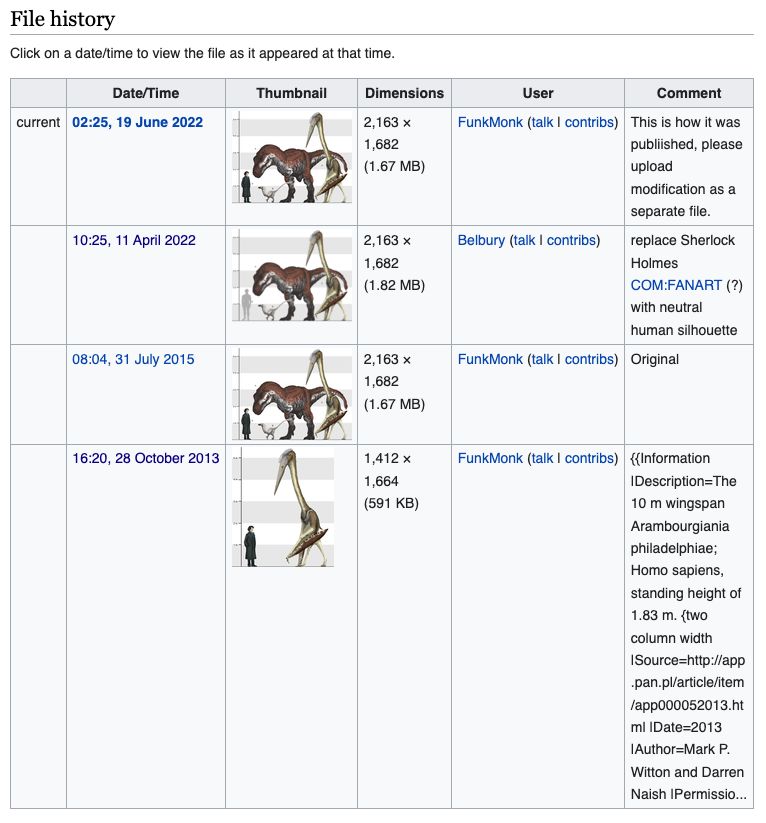 File history
Click on a date/time to view the file as it appeared at that time.
Date/Time Thumbnail Dimensions User Comment
current 02:25, 19 June 2022 2,163 × FunkMonk (talk | contribs) This is how it was
1,682 publiished, please
(1.67 MB) upload
modification as a
separate file.
10:25, 11 April 2022 2,163 × Belbury (talk | contribs) replace Sherlock
1,682 Holmes
(1.82 MB) COM:FANART (?)
with neutral
human silhouette
08:04, 31 July 2015 2,163 × FunkMonk (talk | contribs) Original
1,682
(1.67 MB)
16:20, 28 October 2013 1,412 × FunkMonk (talk | contribs) {{Information
1,664 |Description=The
(591 KB) 10 m wingspan
Arambourgiania
philadelphiae;
Homo sapiens,
standing height of
1.83 m. {two
column width
|Source=http://app
.pan.pl/article/item
/app000052013.ht
ml |Date=2013
|Author=Mark P.
Witton and Darren
Naish |Permissio...